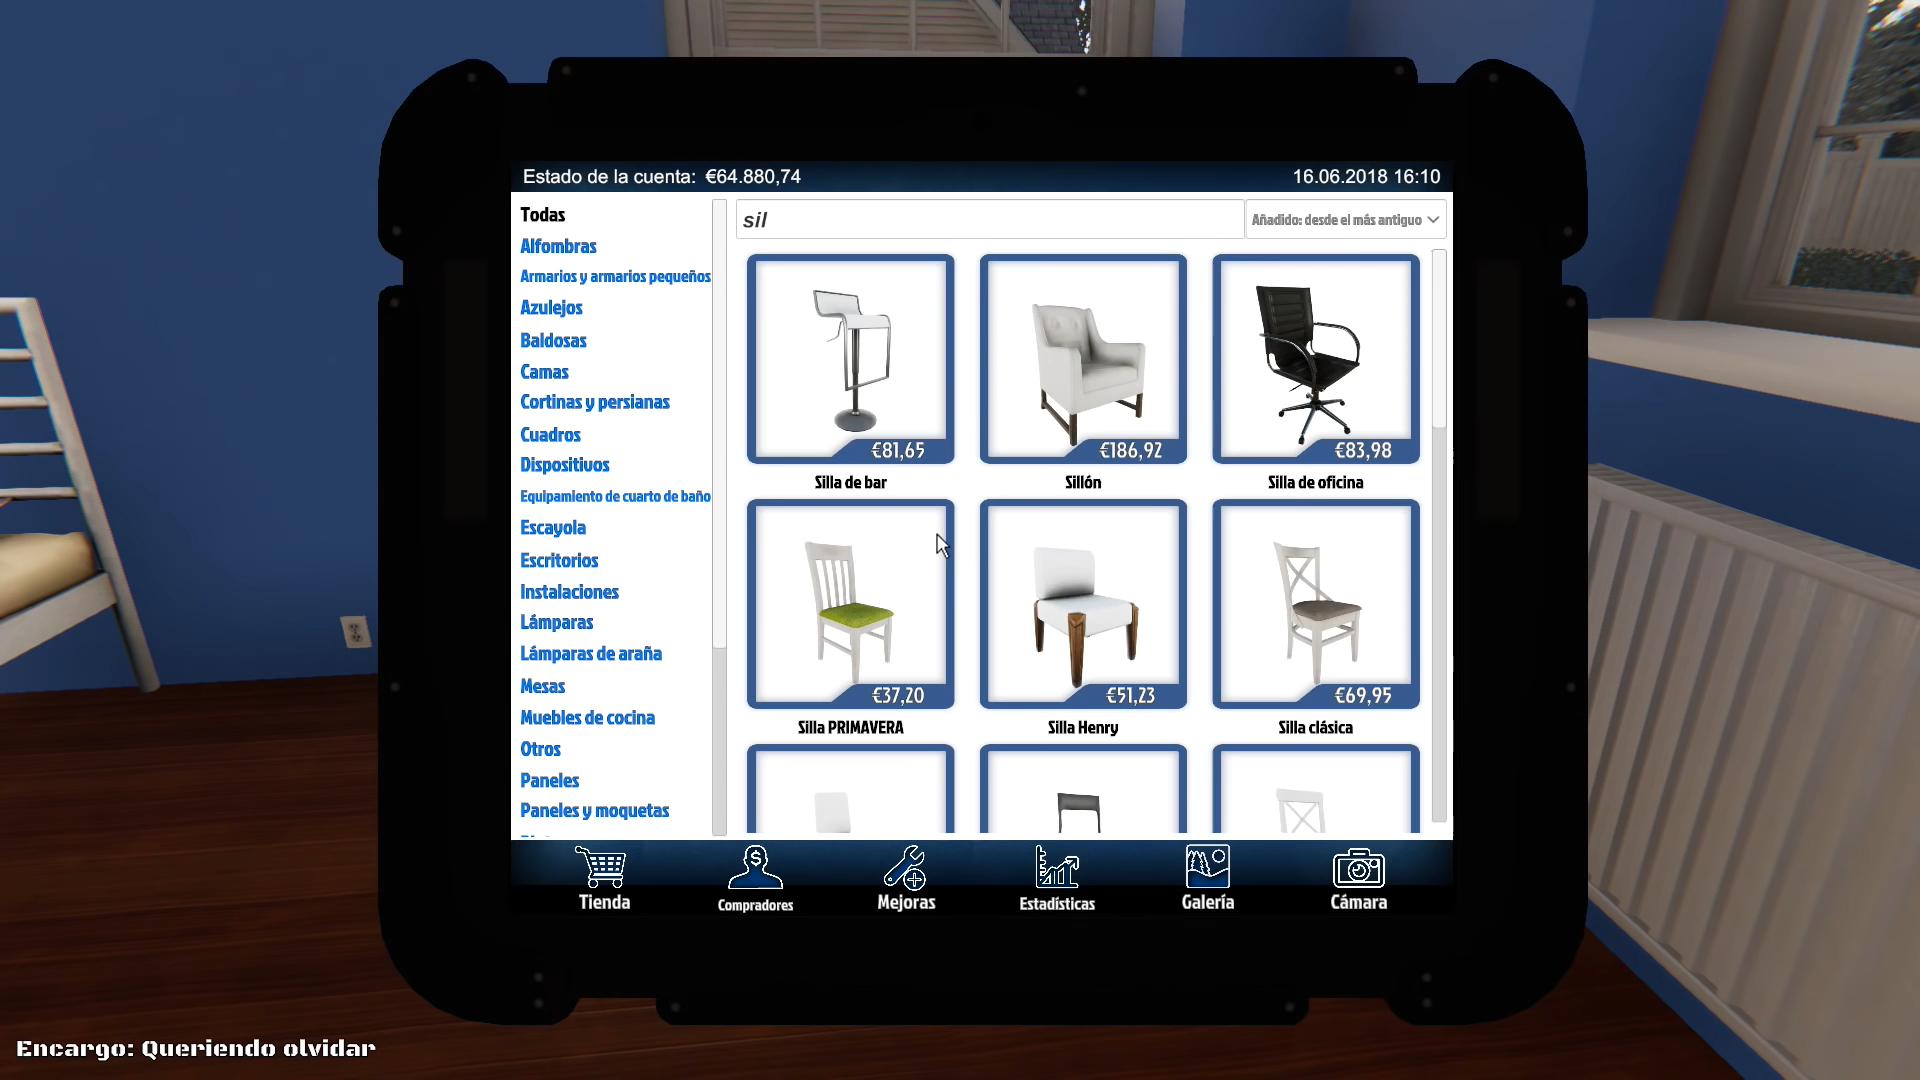 Estado de la cuenta: €64.880,74
16.06.2018 16:10
Todas
Alfombras
Armarios y armarios pequeños
Azulejos
Baldosas
Camas
Cortinas y persianas
Cuadros
Dispositivos
Equipamiento de cuarto de baño
Escayola
Escritorios
Instalaciones
Lámparas
Lámparas de araña
Mesas
Muebles de cocina
Otros
Paneles
Paneles y moquetas
sil
Añadido: desde el más antiguo
€81,65
€186,92
€83,98
Silla de bar
Sillón
Silla de oficina
€37,20
€51,23
€69,95
Silla PRIMAVERA
Silla Henry
Silla clásica
Tienda
Compradores
Mejoras
Estadísticas
Galería
Cámara
Encargo: Queriendo olvidar